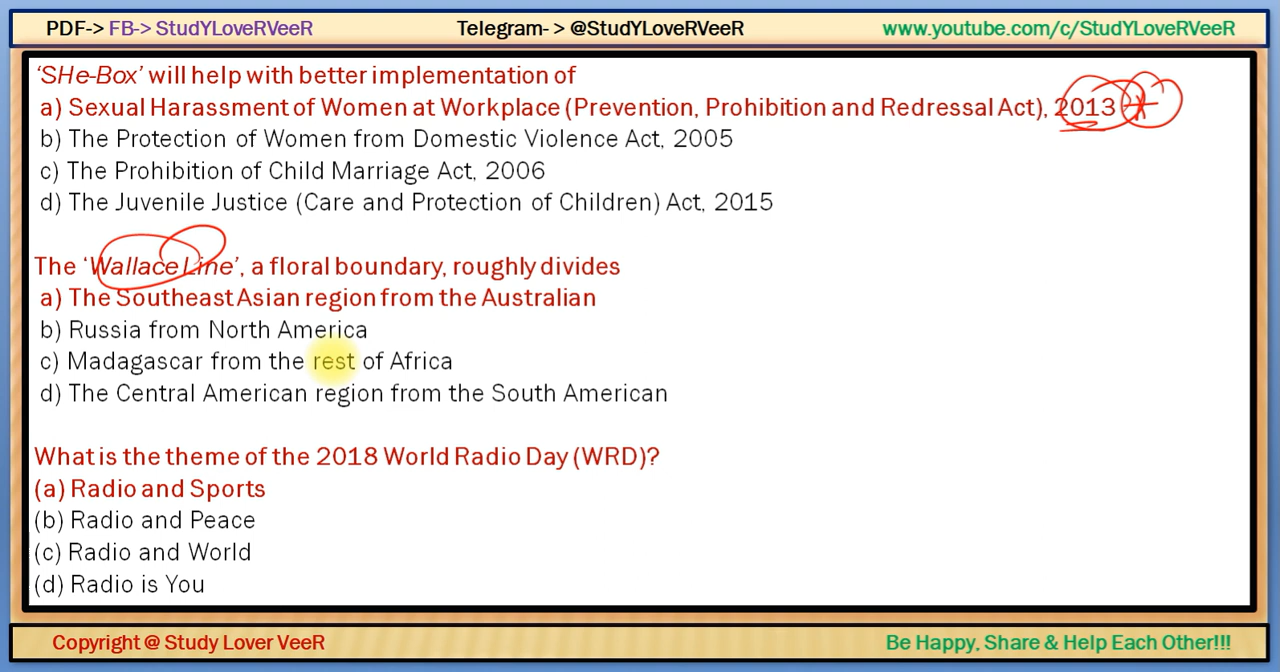 PDF-> FB-> StudYLoveRVeeR Telegram- > @StudYLoveRVeeR www.youtube.com/c/StudYLoveRVeeR
‘SHe-Box’ will help with better implementation of
a) Sexual Harassment of Women at Workplace (Prevention, Prohibition and Redressal Act), 2013
b) The Protection of Women from Domestic Violence Act, 2005
c) The Prohibition of Child Marriage Act, 2006
d) The Juvenile Justice (Care and Protection of Children) Act, 2015
The ‘Wallace Line’, a floral boundary, roughly divides
a) The Southeast Asian region from the Australian
b) Russia from North America
c) Madagascar from the rest of Africa
d) The Central American region from the South American
What is the theme of the 2018 World Radio Day (WRD)?
(a) Radio and Sports
(b) Radio and Peace
(c) Radio and World
(d) Radio is You
Copyright @ Study Lover VeeR Be Happy, Share & Help Each Other!!!